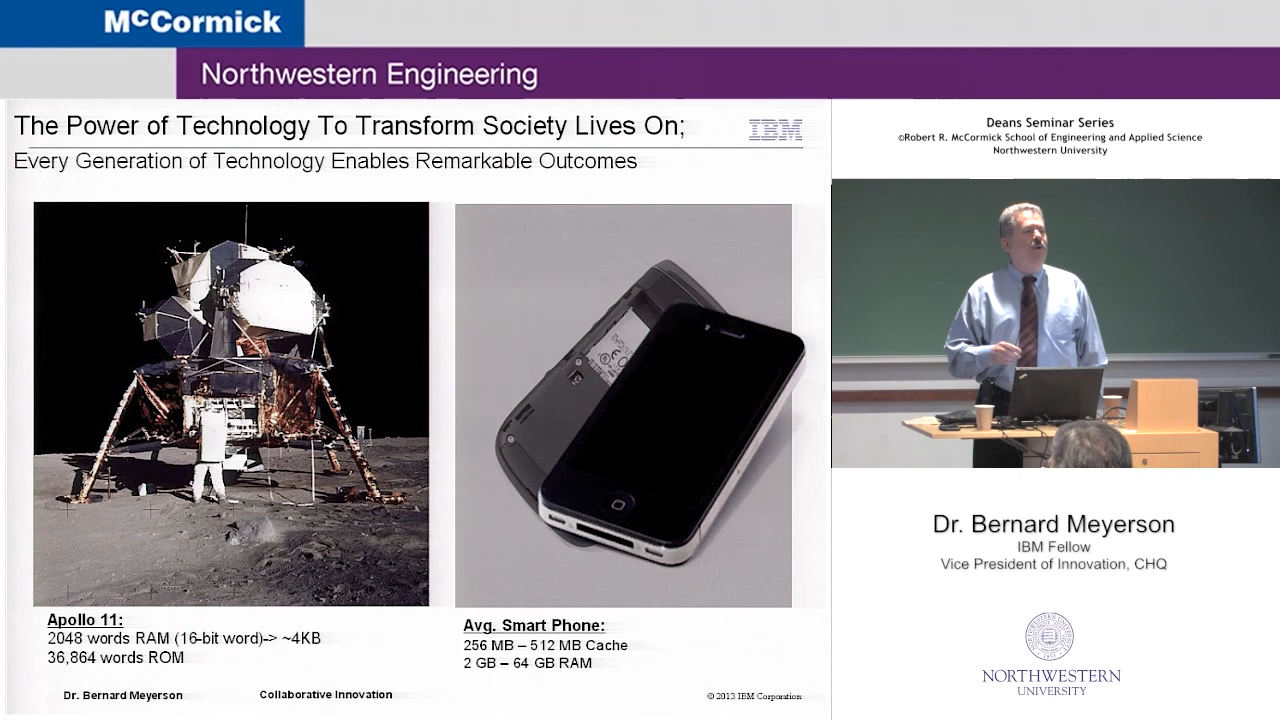 McCormick
Northwestern Engineering
The Power of Technology To Transform Society Lives On;
IBM
Every Generation of Technology Enables Remarkable Outcomes
Apollo 11:
2048 words RAM (16-bit word)-> ~4KB
36,864 words ROM
Avg. Smart Phone:
256 MB – 512 MB Cache
2 GB – 64 GB RAM
Dr. Bernard Meyerson
Collaborative Innovation
© 2013 IBM Corporation
Deans Seminar Series
©Robert R. McCormick School of Engineering and Applied Science
Northwestern University
Dr. Bernard Meyerson
IBM Fellow
Vice President of Innovation, CHQ
NORTHWESTERN
UNIVERSITY